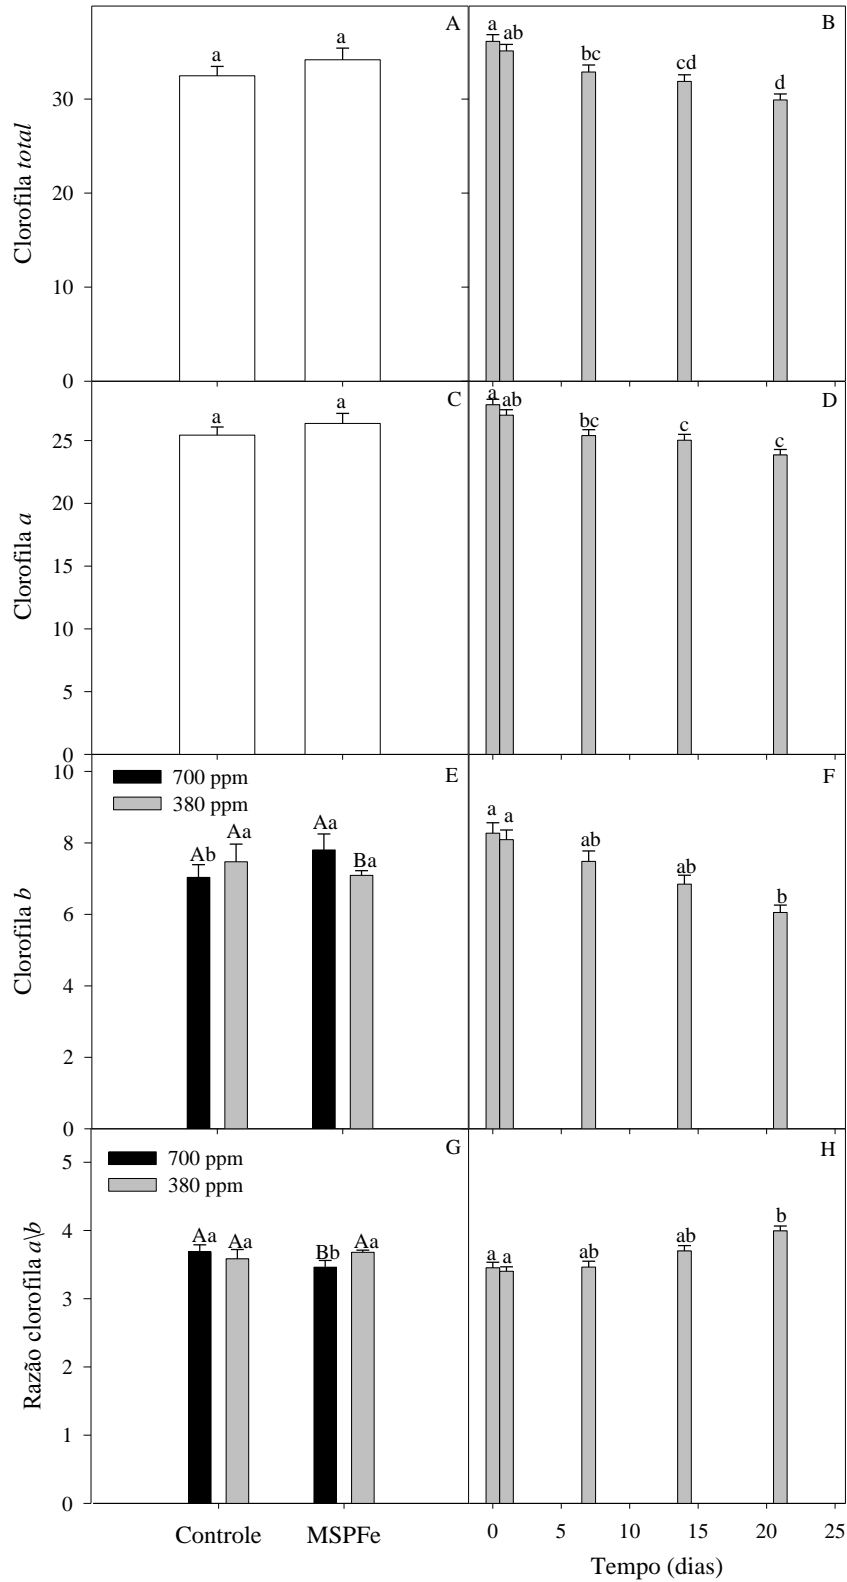 A
B
a
a
a
ab
bc
cd
d
30
20
10
0
Clorofila total
C
D
a
a
a
ab
bc
c
c
25
20
15
10
5
0
Clorofila a
E
F
700 ppm
380 ppm
Ab
Aa
Aa
Ba
a
a
ab
ab
b
10
8
6
4
2
0
Clorofila b
G
H
700 ppm
380 ppm
Aa
Aa
Bb
Aa
a
a
ab
ab
b
5
4
3
2
1
0
Razão clorofila a\b
Controle MSPFe
0 5 10 15 20 25
Tempo (dias)